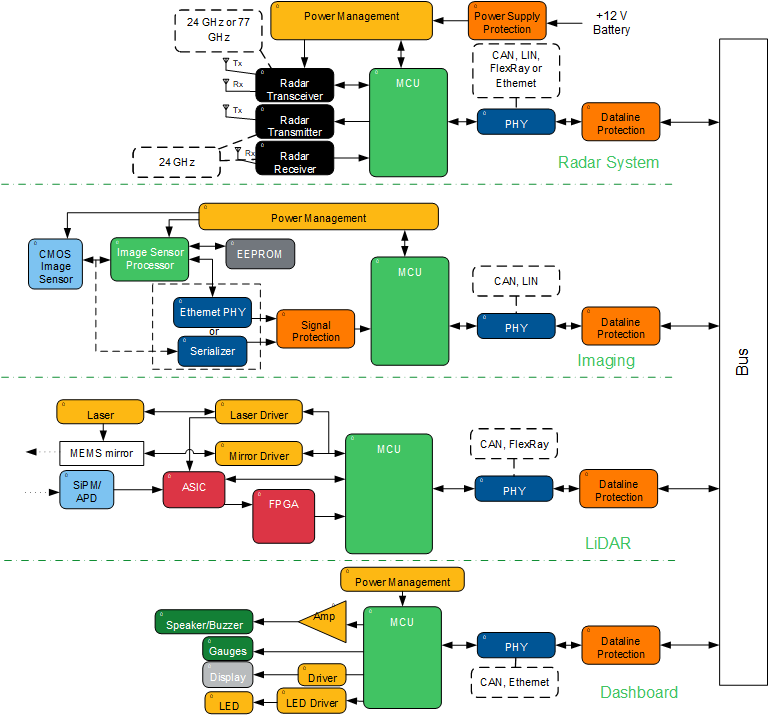 24 GHz or 77
GHz
Power Management
Power Supply
Protection
+12 V
Battery
Tx
Rx
Radar
Transceiver
MCU
CAN, LIN,
FlexRay or
Ethernet
Tx
Radar
Transmitter
PHY
Dataline
Protection
24 GHz
Rx
Radar
Receiver
Radar System
Power Management
CMOS
Image
Sensor
Image Sensor
Processor
EEPROM
MCU
CAN, LIN
Ethernet PHY
or
Serializer
Signal
Protection
PHY
Dataline
Protection
Imaging
Bus
Laser
Laser Driver
MEMS mirror
Mirror Driver
MCU
CAN, FlexRay
SiPM/
APD
ASIC
FPGA
PHY
Dataline
Protection
LiDAR
Power Management
Speaker/Buzzer
Amp
MCU
Gauges
PHY
Dataline
Protection
Display
Driver
CAN, Ethernet
LED
LED Driver
Dashboard